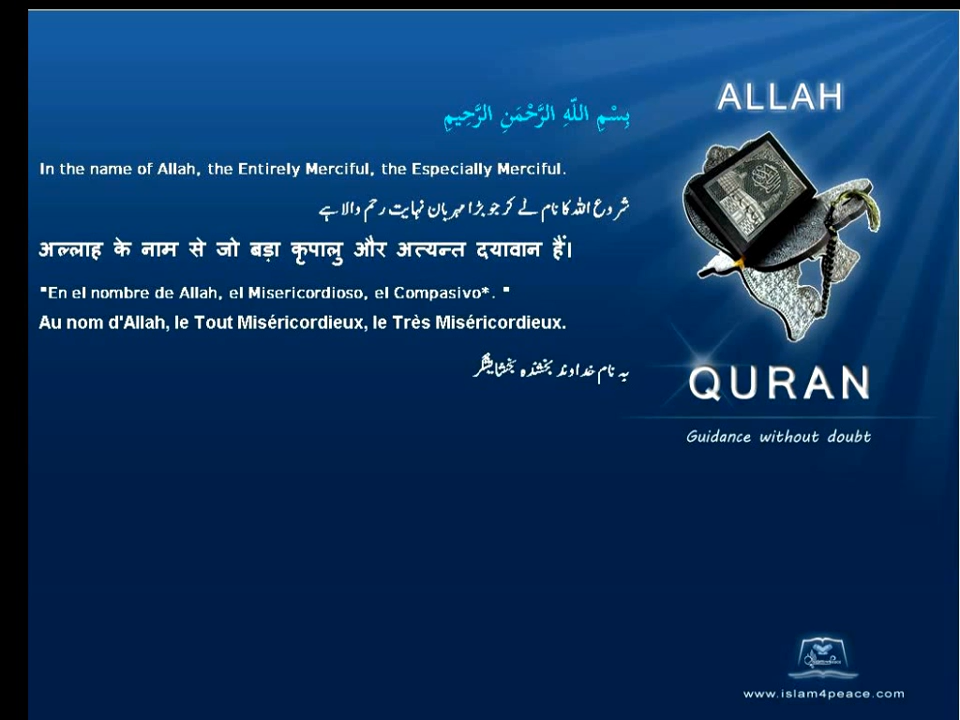 بِسْمِ اللّهِ الرَّحْمَنِ الرَّحِيمِ
In the name of Allah, the Entirely Merciful, the Especially Merciful.
شروع اللہ کا نام لے کر جو بڑا مہربان نہایت رحم والا ہے
अल्लाह के नाम से जो बड़ा कृपालु और अत्यन्त दयावान हैं।
"En el nombre de Allah, el Misericordioso, el Compasivo*. "
Au nom d'Allah, le Tout Miséricordieux, le Très Miséricordieux.
به نام خداوند بخشنده بخشایشگر
ALLAH
QURAN
Guidance without doubt
www.islam4peace.com